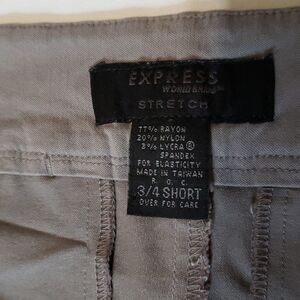 EXPRESS
WORLD BRAND
STRETCH
77% RAYON
20% NYLON
3% LYCRA ®
SPANDEX
FOR ELASTICITY
MADE IN TAIWAN
R. O. C.
3/4 SHORT
OVER FOR CARE